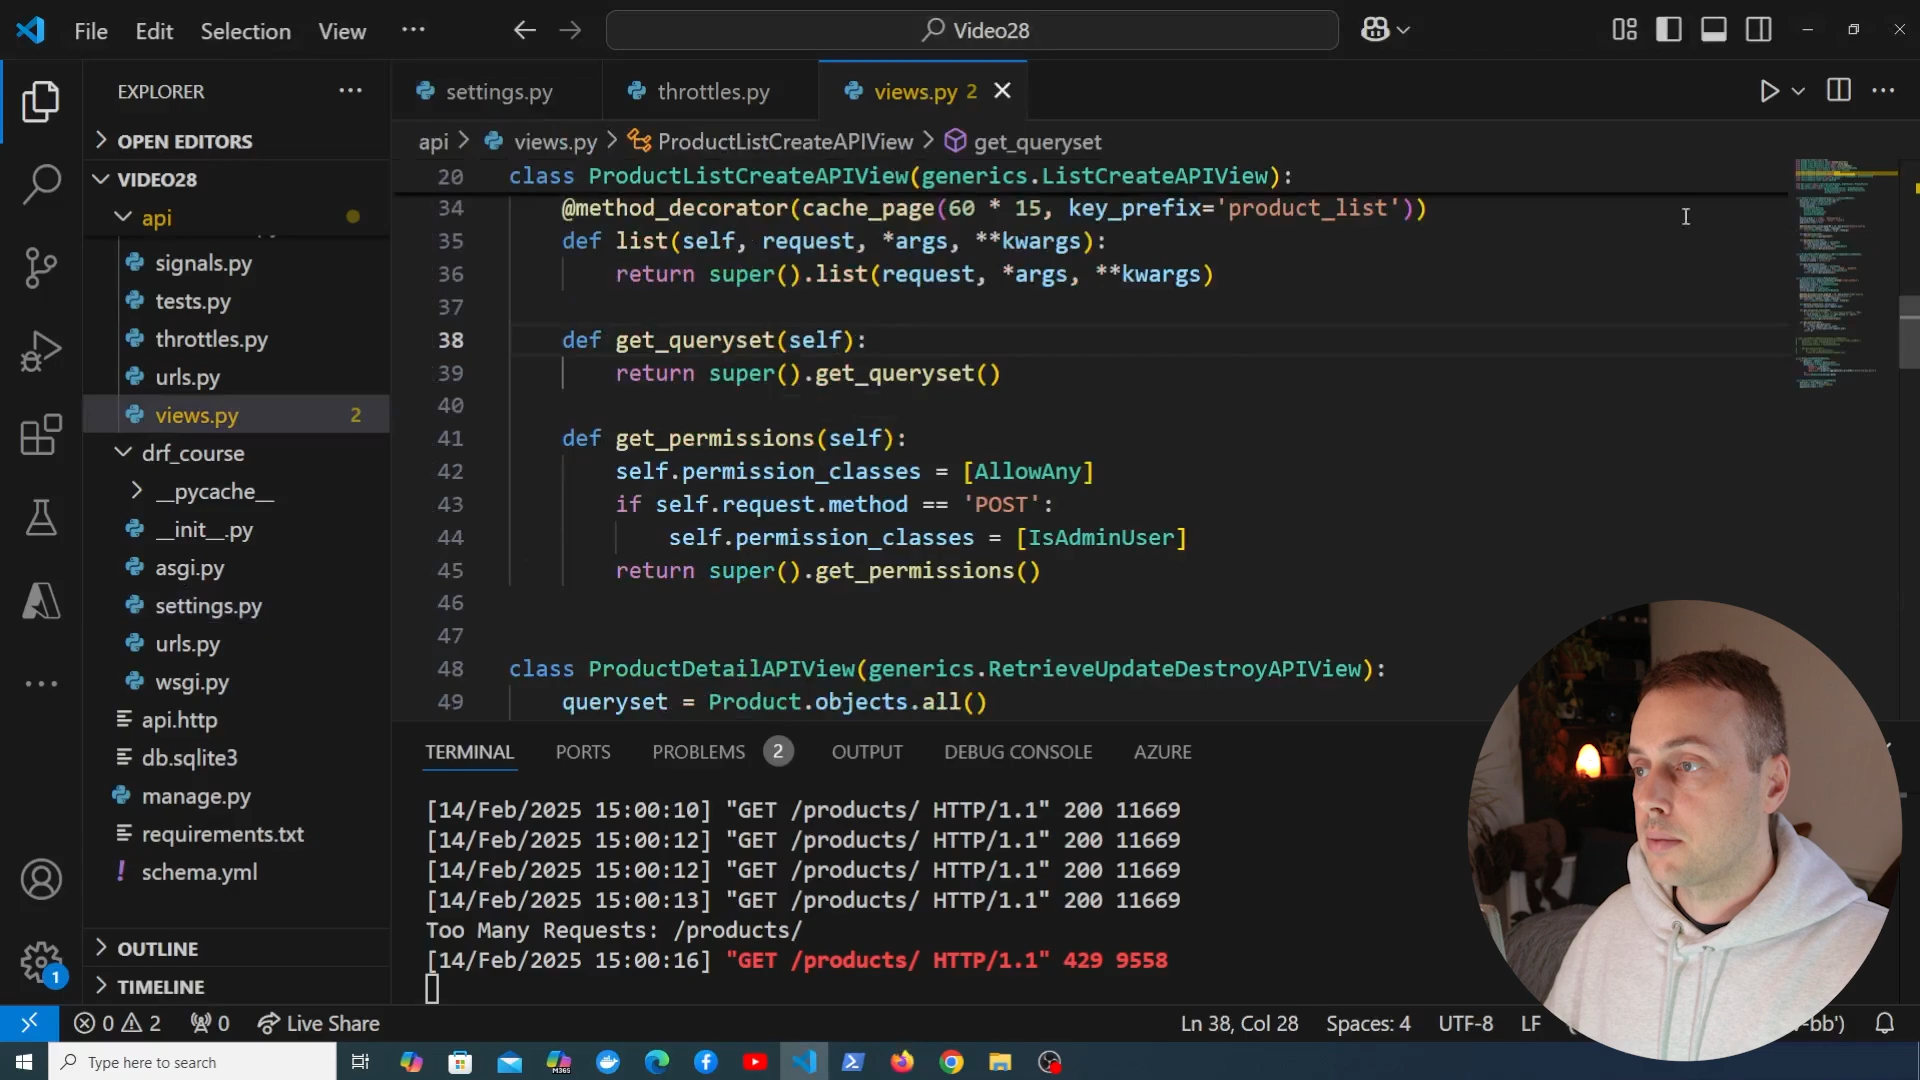 File Edit Selection View ···
Video28
EXPLORER
settings.py
throttles.py
views.py 2
OPEN EDITORS
VIDEO28
api
signals.py
tests.py
throttles.py
urls.py
views.py 2
drf_course
__pycache__
__init__.py
asgi.py
settings.py
urls.py
wsgi.py
api.http
db.sqlite3
manage.py
requirements.txt
schema.yml
OUTLINE
TIMELINE
1
api > views.py > ProductListCreateAPIView > get_queryset
20 class ProductListCreateAPIView(generics.ListCreateAPIView):
34 @method_decorator(cache_page(60 * 15, key_prefix='product_list'))
35 def list(self, request, *args, **kwargs):
36 return super().list(request, *args, **kwargs)
37
38 def get_queryset(self):
39 return super().get_queryset()
40
41 def get_permissions(self):
42 self.permission_classes = [AllowAny]
43 if self.request.method == 'POST':
44 self.permission_classes = [IsAdminUser]
45 return super().get_permissions()
46
47
48 class ProductDetailAPIView(generics.RetrieveUpdateDestroyAPIView):
49 queryset = Product.objects.all()
TERMINAL PORTS PROBLEMS 2 OUTPUT DEBUG CONSOLE AZURE
[14/Feb/2025 15:00:10] "GET /products/ HTTP/1.1" 200 11669
[14/Feb/2025 15:00:12] "GET /products/ HTTP/1.1" 200 11669
[14/Feb/2025 15:00:12] "GET /products/ HTTP/1.1" 200 11669
[14/Feb/2025 15:00:13] "GET /products/ HTTP/1.1" 200 11669
Too Many Requests: /products/
[14/Feb/2025 15:00:16] "GET /products/ HTTP/1.1" 429 9558
0 2 0 Live Share Ln 38, Col 28 Spaces: 4 UTF-8 LF -bb')
Type here to search